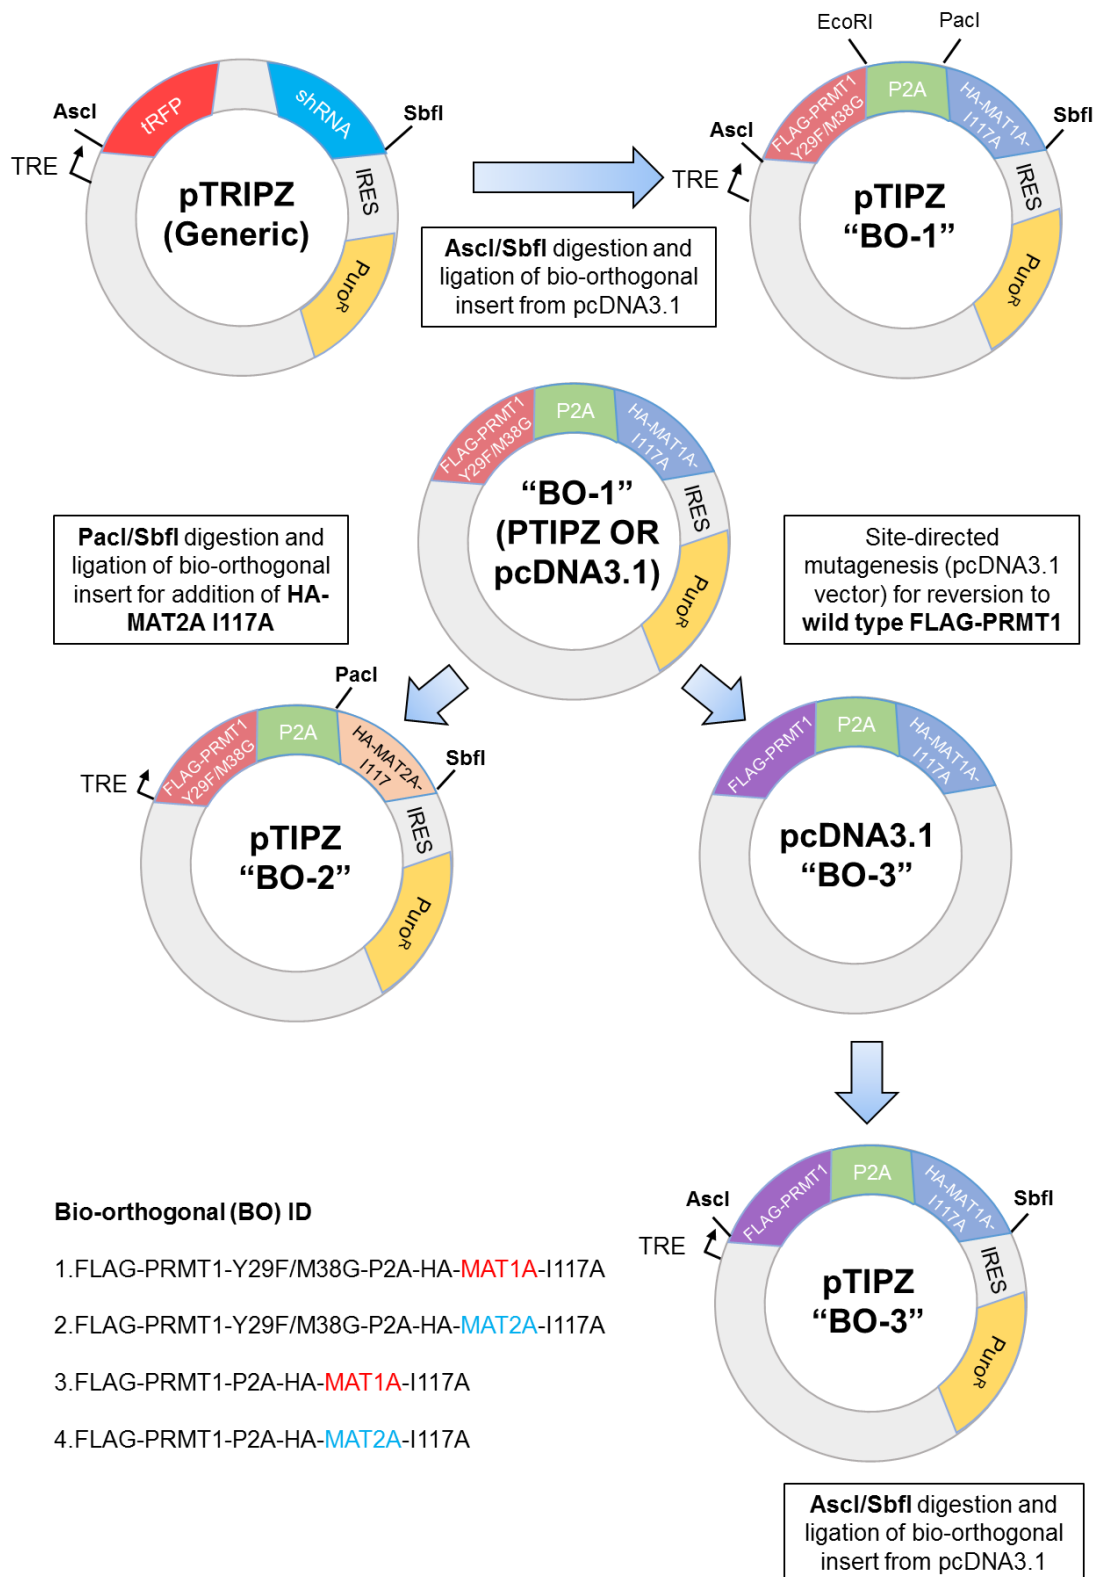 AscI
tRFP
shRNA
SbfI
TRE
IRES
pTRIPZ
(Generic)
Puroᴿ
AscI/SbfI digestion and
ligation of bio-orthogonal
insert from pcDNA3.1
EcoRI
PacI
AscI
FLAG-PRMT1
Y29F/M38G
P2A
HA-MAT1A-
I117A
SbfI
TRE
IRES
pTIPZ
“BO-1”
Puroᴿ
FLAG-PRMT1
Y29F/M38G
P2A
HA-MAT1A-
I117A
IRES
“BO-1”
(PTIPZ OR
pcDNA3.1)
Puroᴿ
PacI/SbfI digestion and
ligation of bio-orthogonal
insert for addition of HA-
MAT2A I117A
Site-directed
mutagenesis (pcDNA3.1
vector) for reversion to
wild type FLAG-PRMT1
PacI
FLAG-PRMT1
Y29F/M38G
P2A
HA-MAT2A-
I117
SbfI
TRE
IRES
pTIPZ
“BO-2”
Puroᴿ
FLAG-PRMT1
P2A
HA-MAT1A-
I117A
pcDNA3.1
“BO-3”
AscI
FLAG-PRMT1
P2A
HA-MAT1A-
I117A
SbfI
TRE
IRES
pTIPZ
“BO-3”
Puroᴿ
AscI/SbfI digestion and
ligation of bio-orthogonal
insert from pcDNA3.1
Bio-orthogonal (BO) ID
1.FLAG-PRMT1-Y29F/M38G-P2A-HA-MAT1A-I117A
2.FLAG-PRMT1-Y29F/M38G-P2A-HA-MAT2A-I117A
3.FLAG-PRMT1-P2A-HA-MAT1A-I117A
4.FLAG-PRMT1-P2A-HA-MAT2A-I117A